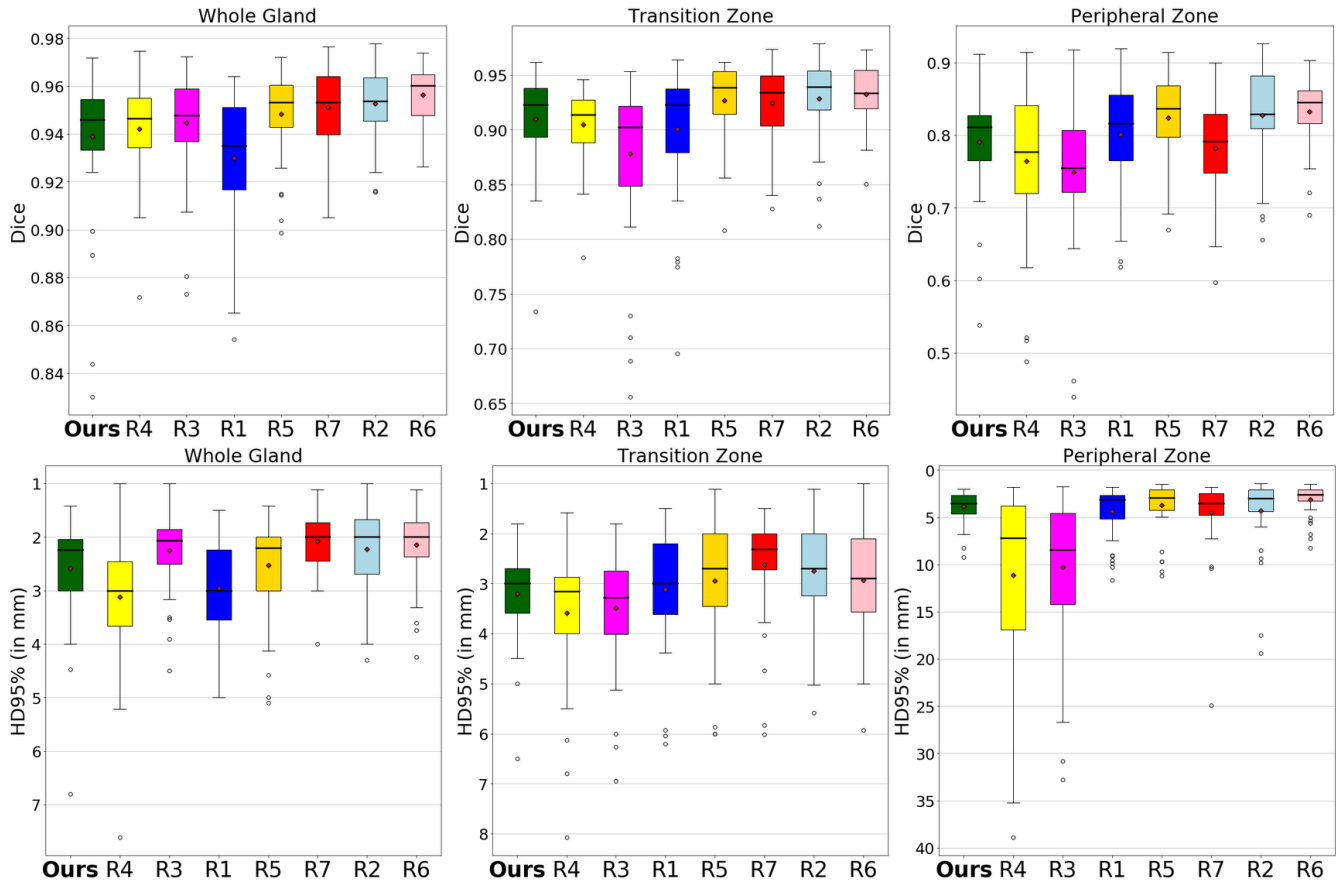 Whole Gland
Dice
0.98
0.96
0.94
0.92
0.90
0.88
0.86
0.84
Ours R4 R3 R1 R5 R7 R2 R6
Transition Zone
Dice
0.95
0.90
0.85
0.80
0.75
0.70
0.65
Ours R4 R3 R1 R5 R7 R2 R6
Peripheral Zone
Dice
0.9
0.8
0.7
0.6
0.5
Ours R4 R3 R1 R5 R7 R2 R6
Whole Gland
HD95% (in mm)
1
2
3
4
5
6
7
Ours R4 R3 R1 R5 R7 R2 R6
Transition Zone
HD95% (in mm)
1
2
3
4
5
6
7
8
Ours R4 R3 R1 R5 R7 R2 R6
Peripheral Zone
HD95% (in mm)
0
5
10
15
20
25
30
35
40
Ours R4 R3 R1 R5 R7 R2 R6